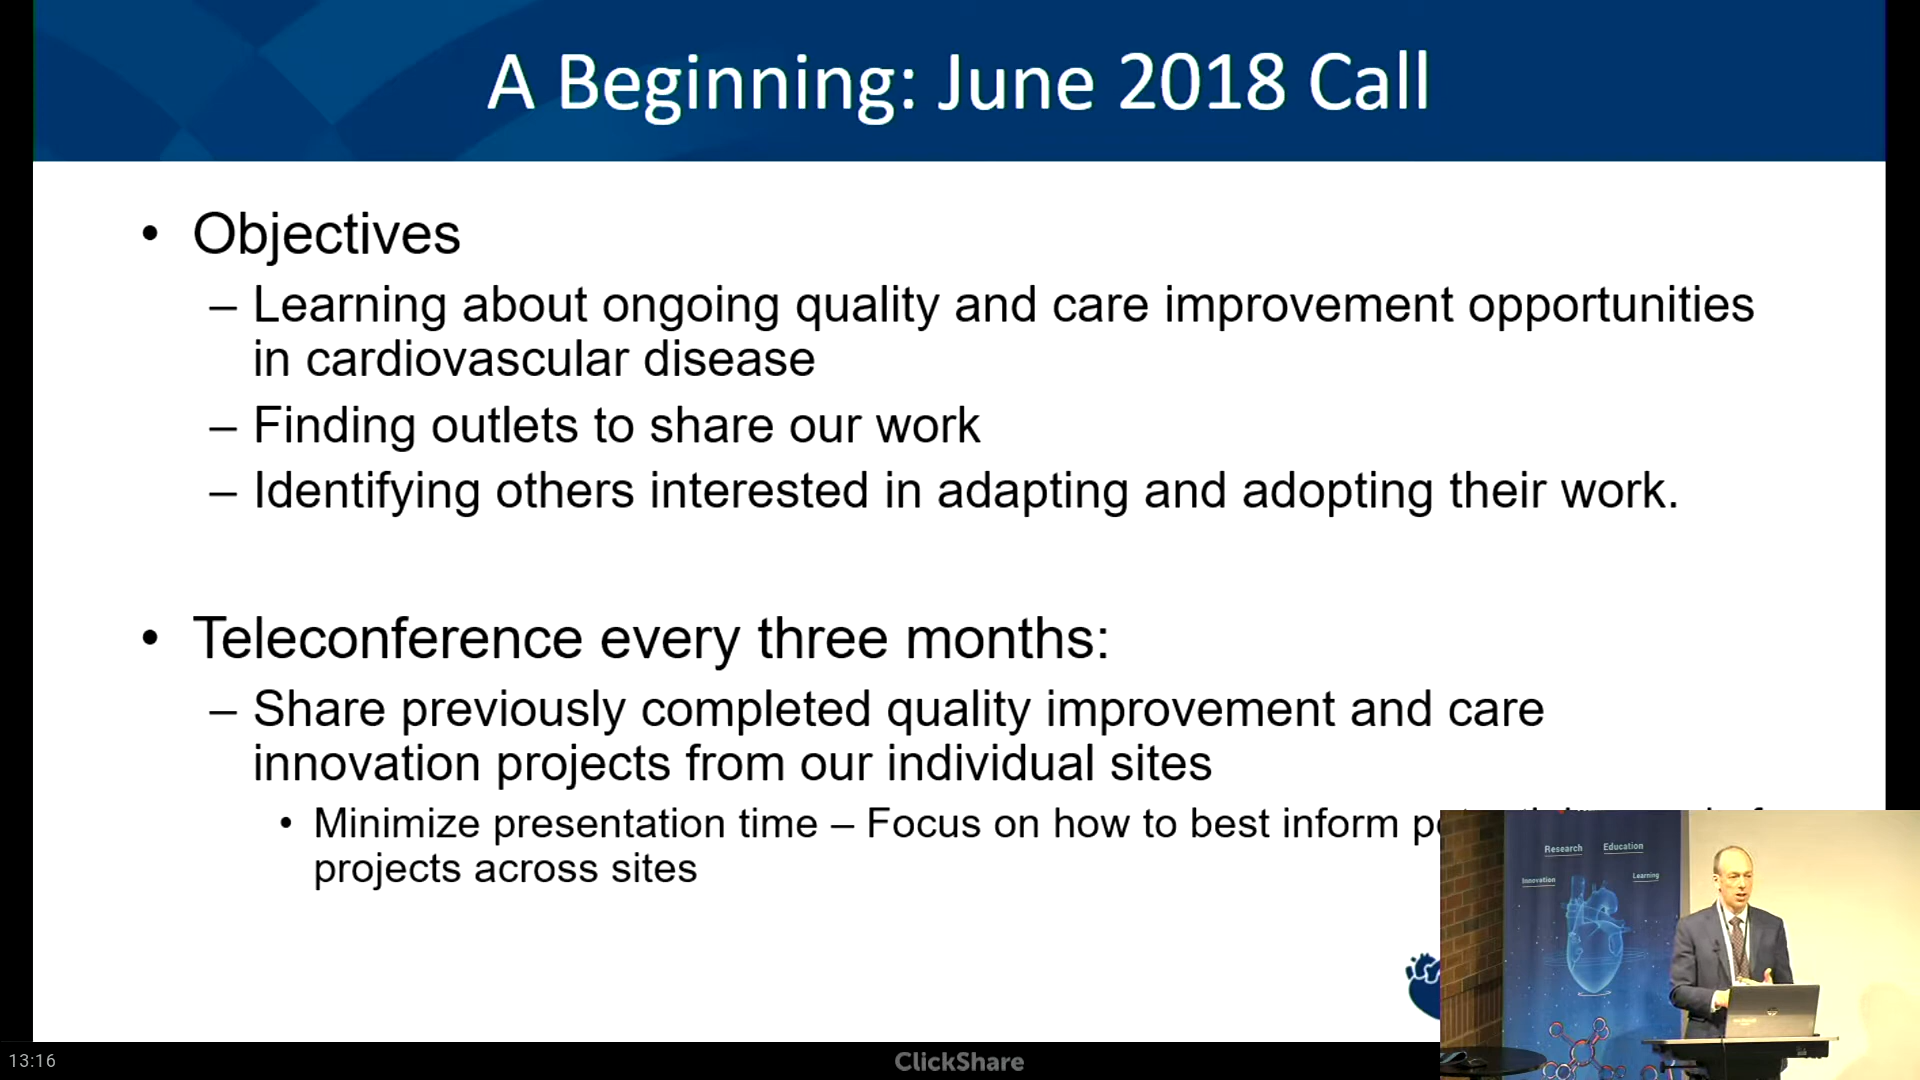 A Beginning: June 2018 Call
• Objectives
– Learning about ongoing quality and care improvement opportunities
in cardiovascular disease
– Finding outlets to share our work
– Identifying others interested in adapting and adopting their work.
• Teleconference every three months:
– Share previously completed quality improvement and care
innovation projects from our individual sites
• Minimize presentation time – Focus on how to best inform
projects across sites
Research Education
Innovation Learning
13:16
ClickShare